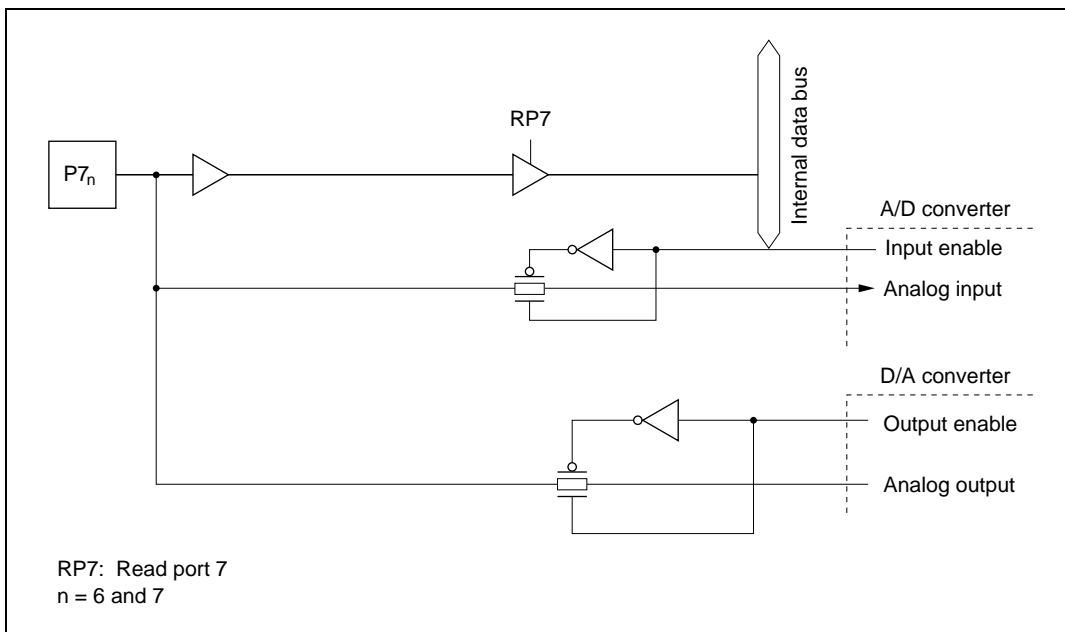 RP7
P7n
Internal data bus
A/D converter
Input enable
Analog input
D/A converter
Output enable
Analog output
RP7: Read port 7
n = 6 and 7